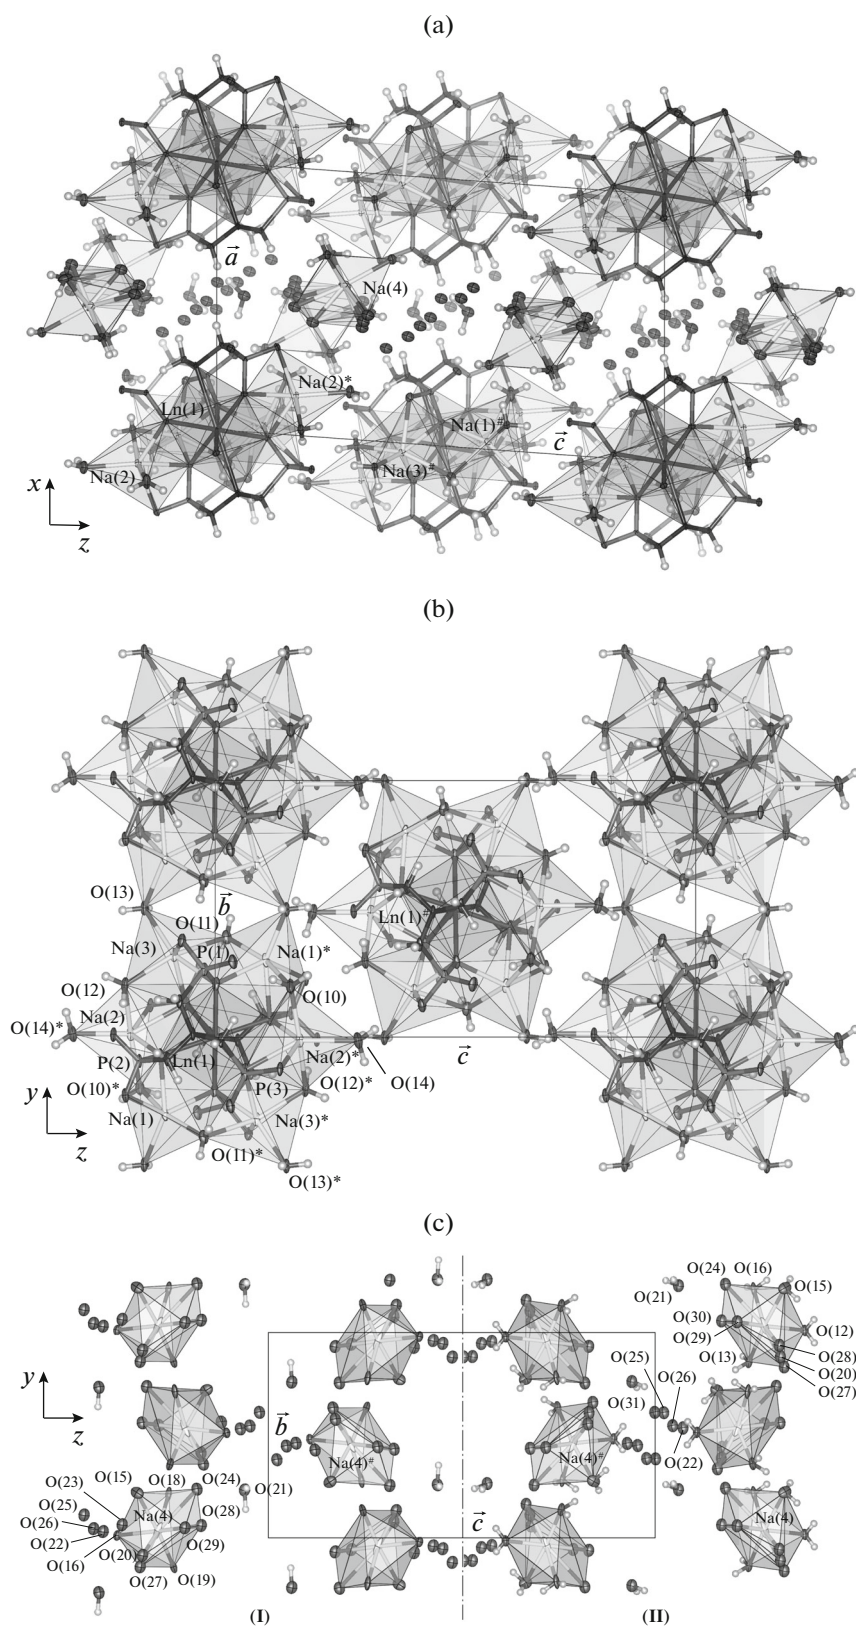 (a)
a
Na(4)
Na(2)*
Ln(1)
Na(1)#
c
Na(3)#
Na(2)
x
z
(b)
O(13)
b
O(11)
Ln(1)#
Na(3)
P(1)
Na(1)*
O(12)
O(10)
Na(2)
O(14)*
P(2)
Ln(1)
Na(2)*
c
O(10)*
P(3)
O(12)*
O(14)
y
Na(1)
Na(3)*
z
O(11)*
O(13)*
(c)
O(24)
O(16)
O(21)
O(15)
O(30)
O(12)
O(29)
O(28)
O(13)
O(20)
O(27)
y
O(25)
O(26)
z
b
O(31)
Na(4)#
Na(4)#
O(22)
O(15)
O(18)
O(24)
O(21)
O(23)
O(25)
Na(4)
O(28)
c
Na(4)
O(26)
O(22)
O(20)
O(29)
O(16)
O(27)
O(19)
(I)
(II)